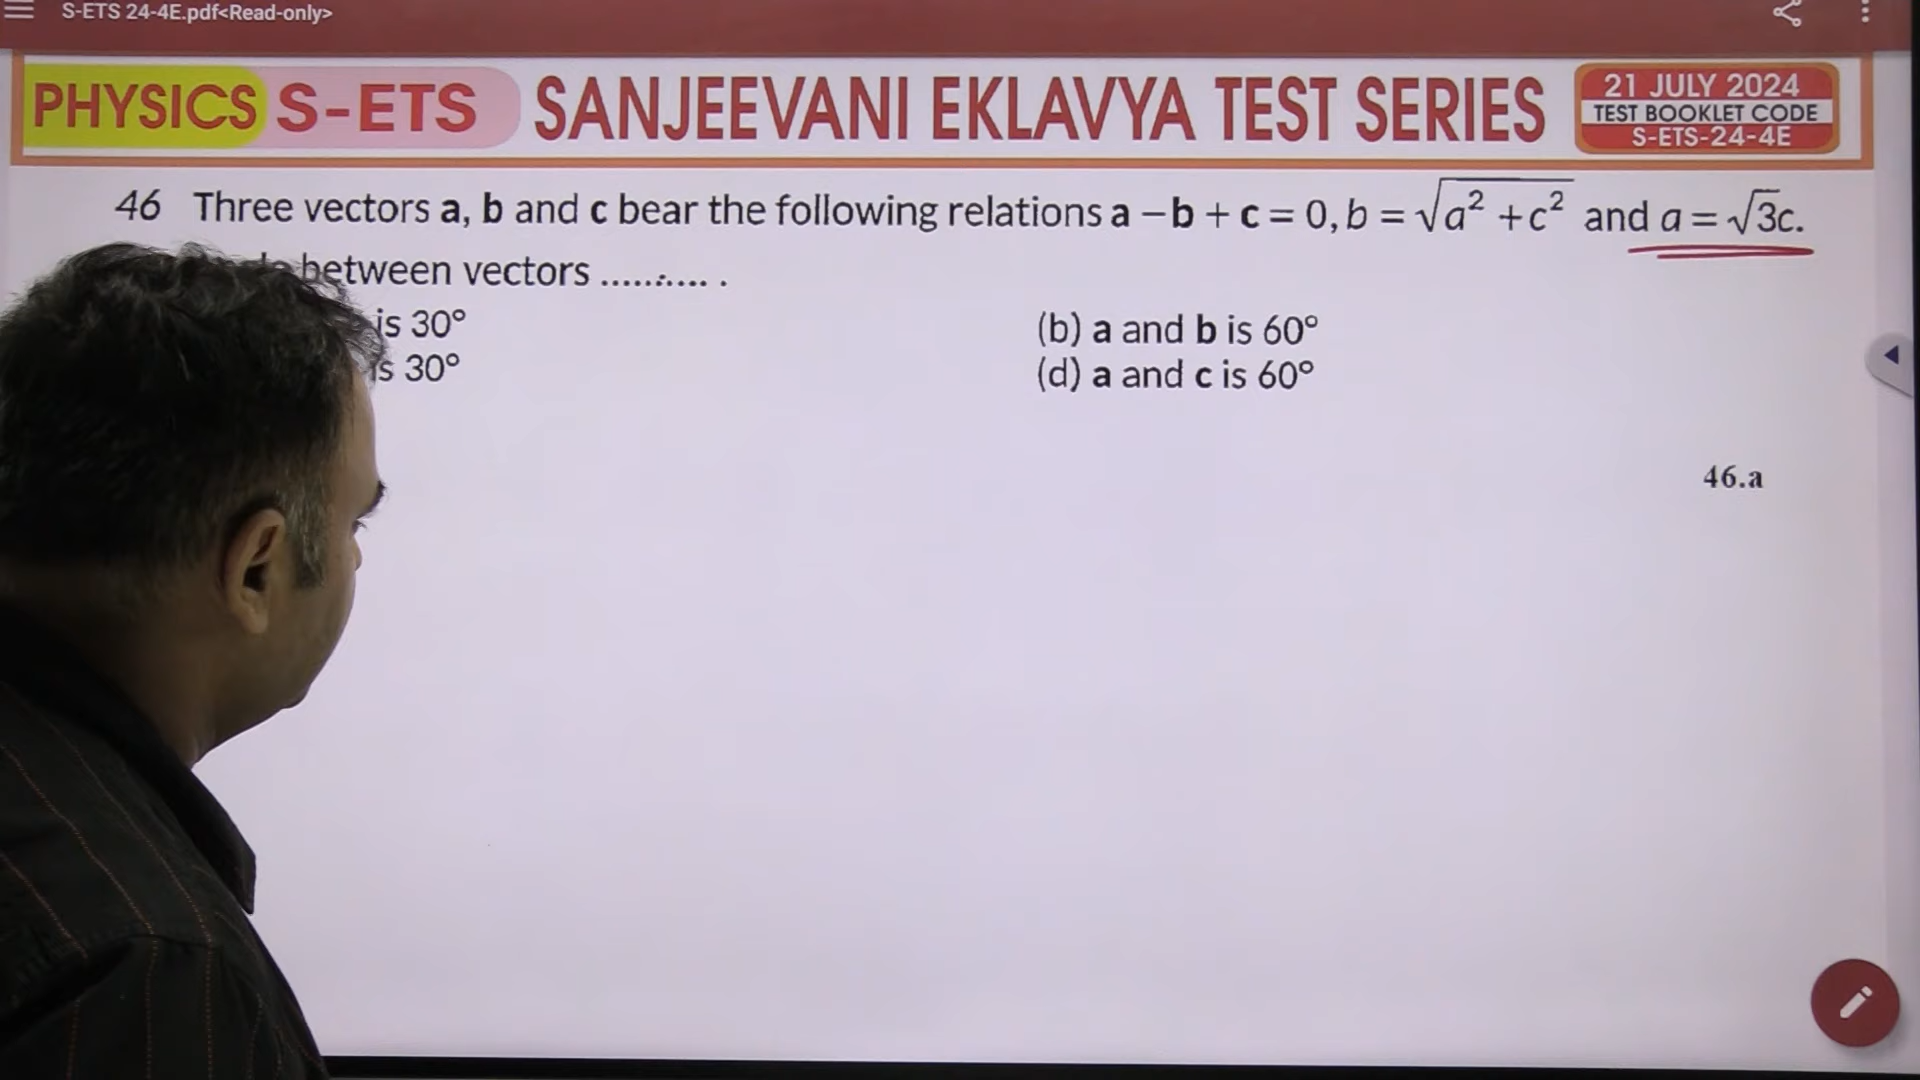 S-ETS 24-4E.pdf<Read-only>
PHYSICS S-ETS SANJEEVANI EKLAVYA TEST SERIES
21 JULY 2024
TEST BOOKLET CODE
S-ETS-24-4E
46 Three vectors a, b and c bear the following relations a − b + c = 0, b = √a² + c² and a = √3c.
between vectors .......... .
is 30° (b) a and b is 60°
is 30° (d) a and c is 60°
46.a